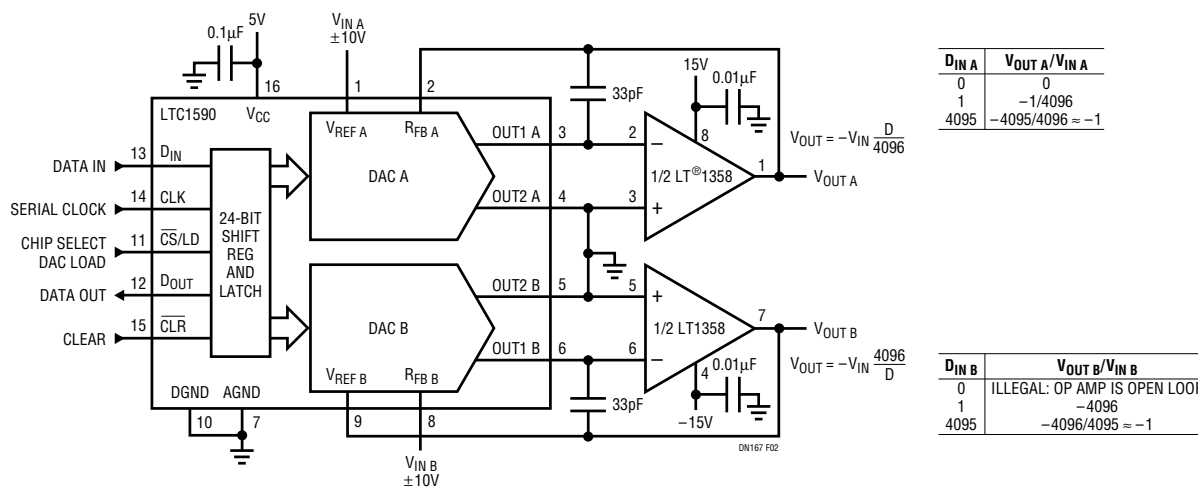 0.1µF
5V
V_IN A
±10V
16
1
2
LTC1590
V_CC
V_REF A
R_FB A
DAC A
OUT1 A
3
OUT2 A
4
33pF
15V
0.01µF
8
2
−
1/2 LT®1358
3
+
1
V_OUT A
V_OUT = −V_IN D/4096
D_IN A V_OUT A/V_IN A
0 0
1 −1/4096
4095 −4095/4096 ≈ −1
DATA IN
13
D_IN
SERIAL CLOCK
14
CLK
CHIP SELECT
DAC LOAD
11
CS/LD
DATA OUT
12
D_OUT
CLEAR
15
CLR
24-BIT
SHIFT
REG
AND
LATCH
DAC B
OUT2 B
5
OUT1 B
6
V_REF B
R_FB B
5
+
1/2 LT1358
6
−
7
V_OUT B
V_OUT = −V_IN 4096/D
4
0.01µF
−15V
33pF
DGND
AGND
10
7
9
8
V_IN B
±10V
DN167 F02
D_IN B V_OUT B/V_IN B
0 ILLEGAL: OP AMP IS OPEN LOOP
1 −4096
4095 −4096/4095 ≈ −1